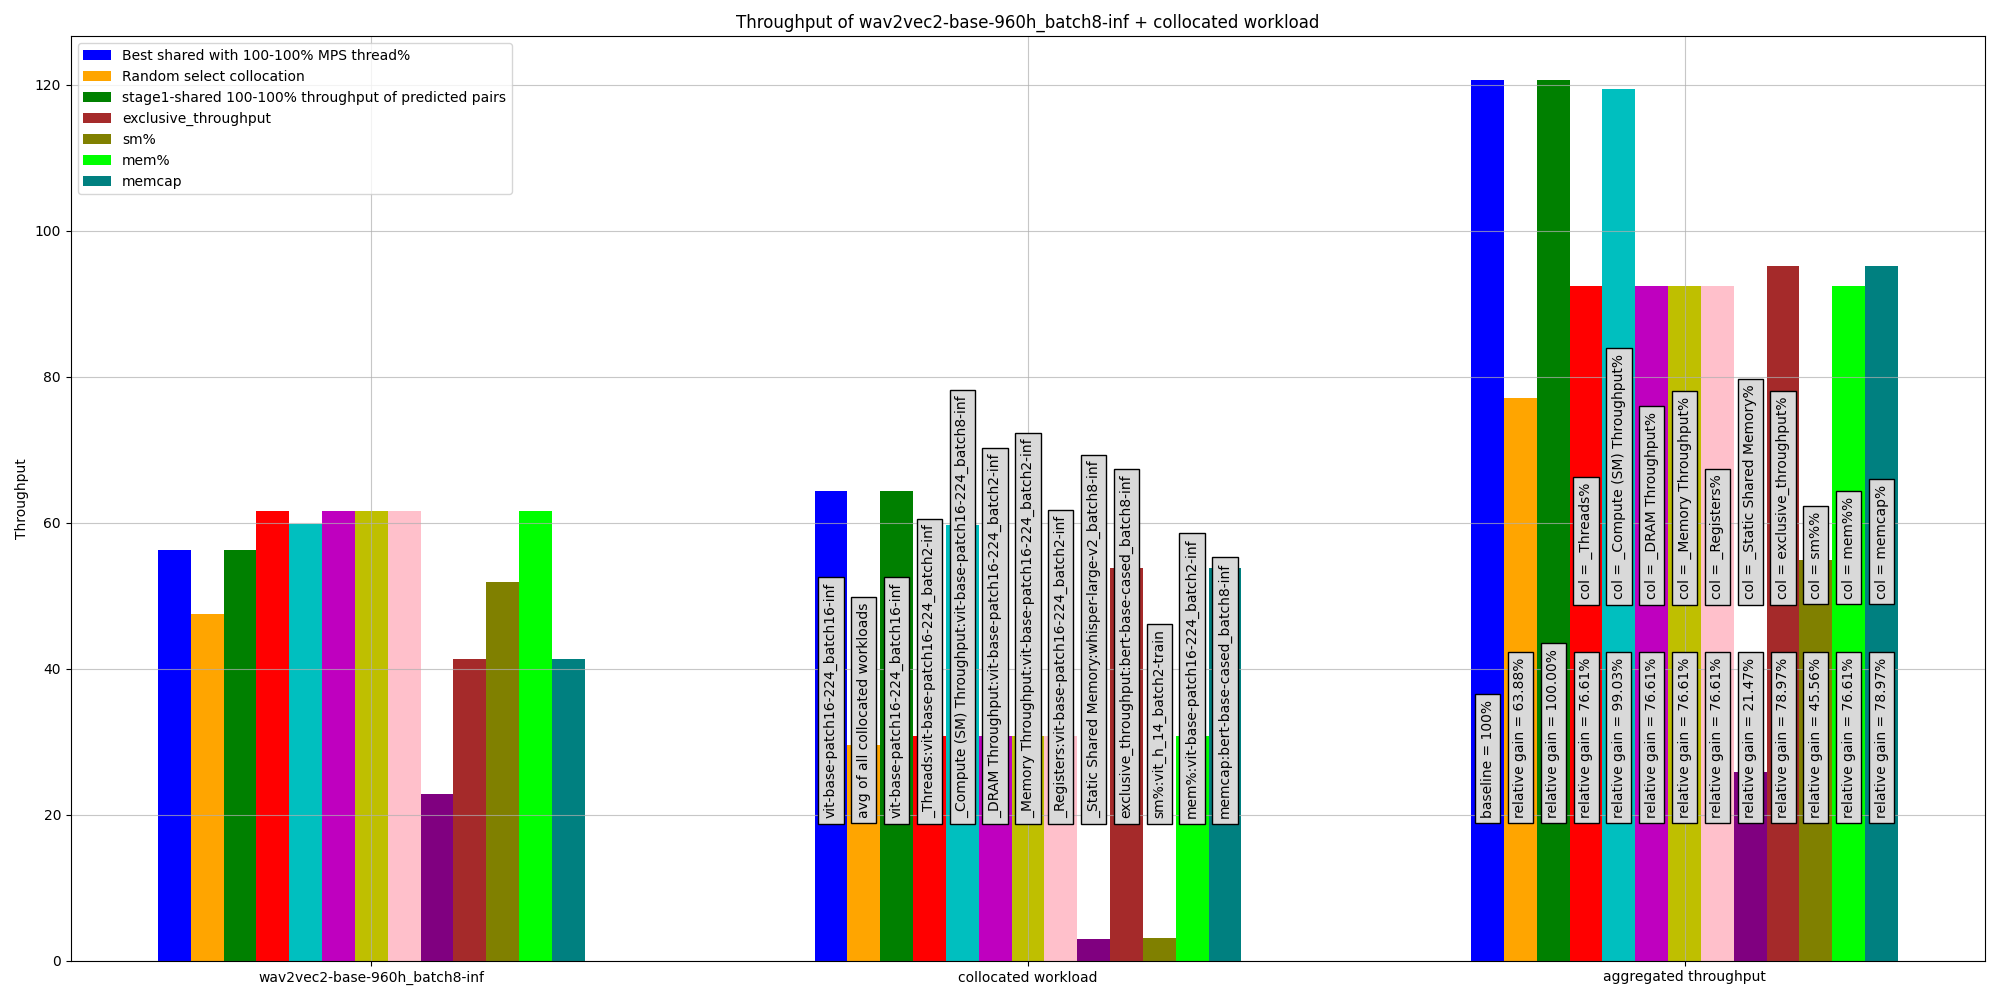 Throughput of wav2vec2-base-960h_batch8-inf + collocated workload
Best shared with 100-100% MPS thread%
Random select collocation
stage1-shared 100-100% throughput of predicted pairs
exclusive_throughput
sm%
mem%
memcap
Throughput
120
100
80
60
40
20
0
vit-base-patch16-224_batch16-inf
avg of all collocated workloads
vit-base-patch16-224_batch16-inf
_Threads:vit-base-patch16-224_batch2-inf
_Compute (SM) Throughput:vit-base-patch16-224_batch8-inf
_DRAM Throughput:vit-base-patch16-224_batch2-inf
_Memory Throughput:vit-base-patch16-224_batch2-inf
_Registers:vit-base-patch16-224_batch2-inf
_Static Shared Memory:whisper-large-v2_batch8-inf
exclusive_throughput:bert-base-cased_batch8-inf
sm%:vit_h_14_batch2-train
mem%:vit-base-patch16-224_batch2-inf
memcap:bert-base-cased_batch8-inf
col = _Threads%
col = _Compute (SM) Throughput%
col = _DRAM Throughput%
col = _Memory Throughput%
col = _Registers%
col = _Static Shared Memory%
col = exclusive_throughput%
col = sm%%
col = mem%%
col = memcap%
baseline = 100%
relative gain = 63.88%
relative gain = 100.00%
relative gain = 76.61%
relative gain = 99.03%
relative gain = 76.61%
relative gain = 76.61%
relative gain = 76.61%
relative gain = 21.47%
relative gain = 78.97%
relative gain = 45.56%
relative gain = 76.61%
relative gain = 78.97%
wav2vec2-base-960h_batch8-inf
collocated workload
aggregated throughput